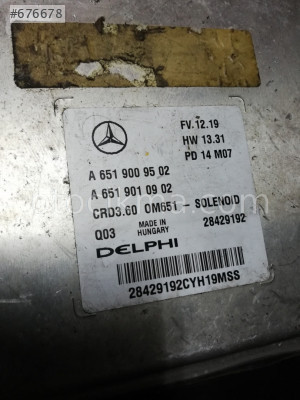 #676678
FV.12.19
HW 13.31
PD 14 M07
A 651 900 95 02
A 651 901 09 02
CRD3.60 OM651 - SOLENOID
Q03 MADE IN HUNGARY 28429192
DELPHI
28429192CYH19MSS